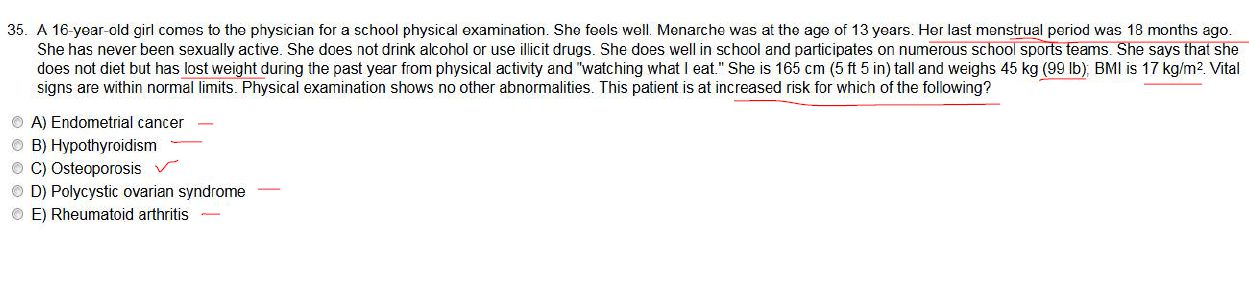 35. A 16-year-old girl comes to the physician for a school physical examination. She feels well. Menarche was at the age of 13 years. Her last menstrual period was 18 months ago.
She has never been sexually active. She does not drink alcohol or use illicit drugs. She does well in school and participates on numerous school sports teams. She says that she
does not diet but has lost weight during the past year from physical activity and "watching what I eat." She is 165 cm (5 ft 5 in) tall and weighs 45 kg (99 lb); BMI is 17 kg/m². Vital
signs are within normal limits. Physical examination shows no other abnormalities. This patient is at increased risk for which of the following?
A) Endometrial cancer
B) Hypothyroidism
C) Osteoporosis
D) Polycystic ovarian syndrome
E) Rheumatoid arthritis